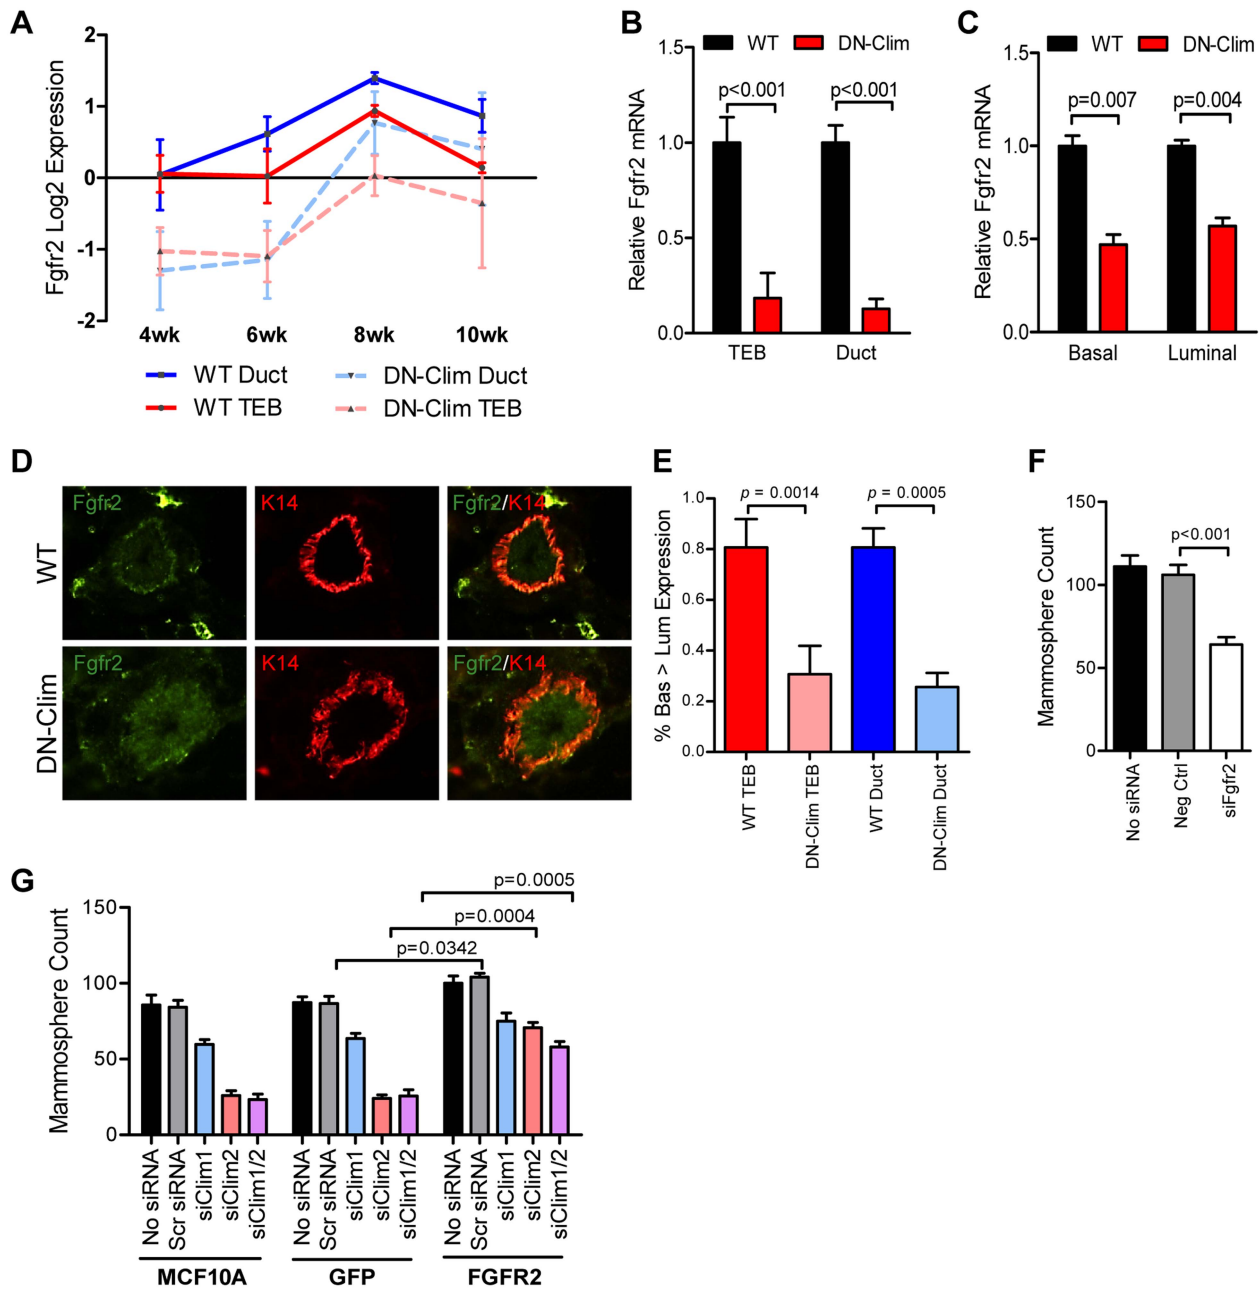 A
Fgfr2 Log2 Expression
2
1
0
-1
-2
4wk 6wk 8wk 10wk
WT Duct DN-Clim Duct
WT TEB DN-Clim TEB
B
WT DN-Clim
Relative Fgfr2 mRNA
1.5
1.0
0.5
0.0
p<0.001 p<0.001
TEB Duct
C
WT DN-Clim
Relative Fgfr2 mRNA
1.5
1.0
0.5
0.0
p=0.007 p=0.004
Basal Luminal
D
WT
Fgfr2 K14 Fgfr2/K14
DN-Clim
Fgfr2 K14 Fgfr2/K14
E
% Bas > Lum Expression
1.0
0.8
0.6
0.4
0.2
0.0
p = 0.0014 p = 0.0005
WT TEB
DN-Clim TEB
WT Duct
DN-Clim Duct
F
Mammosphere Count
150
100
50
0
p<0.001
No siRNA
Neg Ctrl
siFgfr2
G
Mammosphere Count
150
100
50
0
p=0.0005
p=0.0004
p=0.0342
No siRNA
Scr siRNA
siClim1
siClim2
siClim1/2
No siRNA
Scr siRNA
siClim1
siClim2
siClim1/2
No siRNA
Scr siRNA
siClim1
siClim2
siClim1/2
MCF10A GFP FGFR2